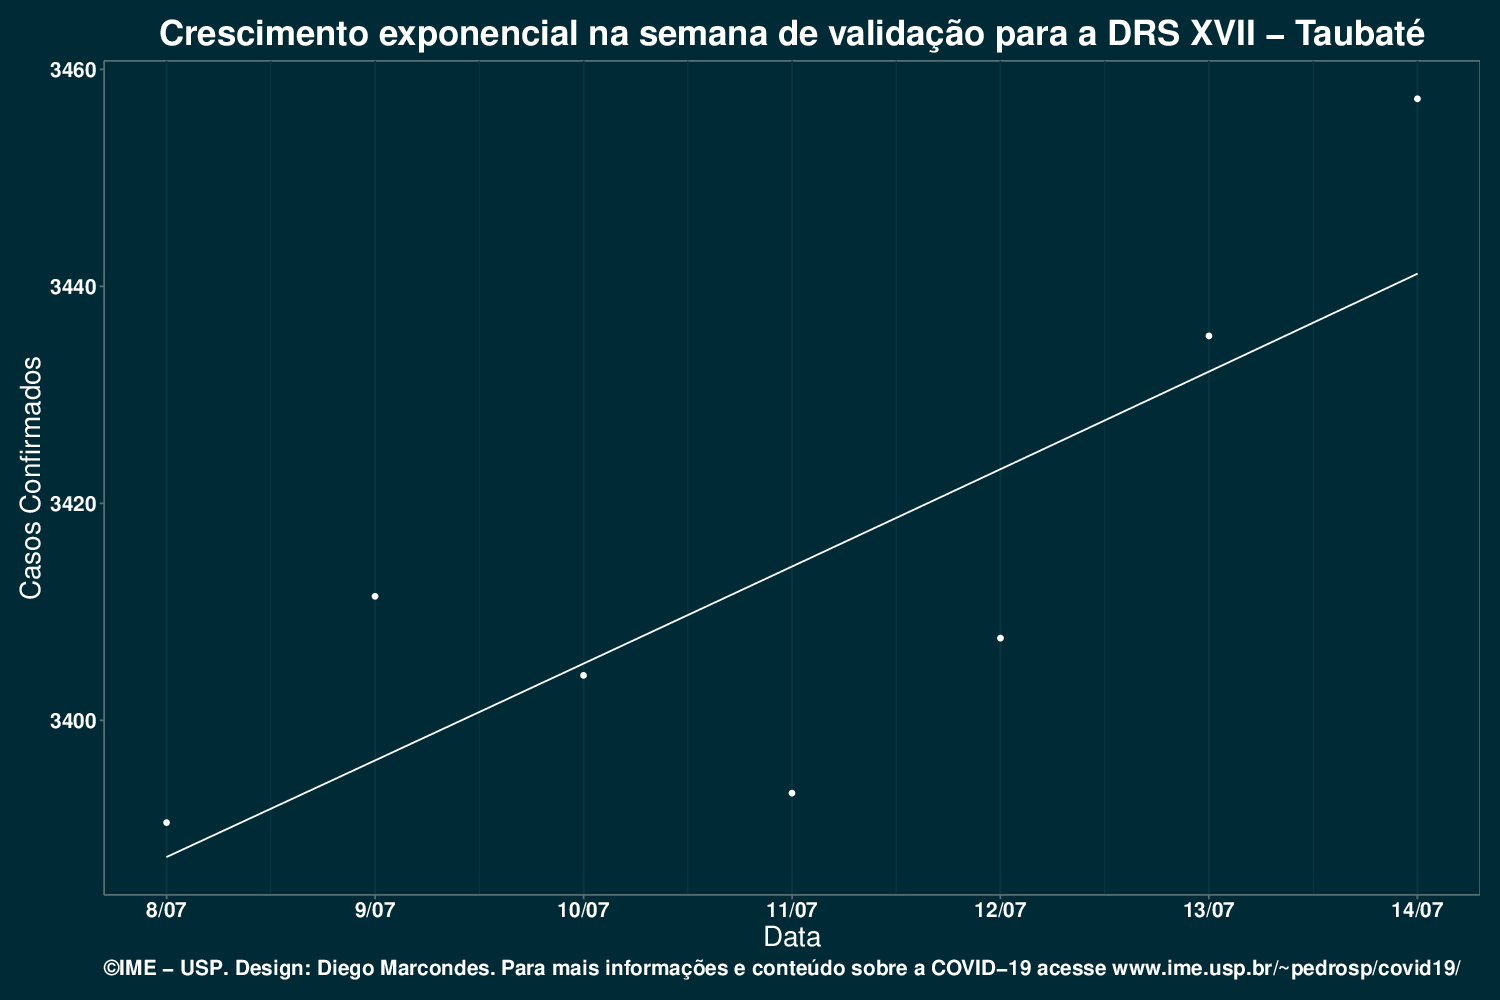 Crescimento exponencial na semana de validação para a DRS XVII – Taubaté
3460
3440
3420
3400
Casos Confirmados
8/07 9/07 10/07 11/07 12/07 13/07 14/07
Data
©IME – USP. Design: Diego Marcondes. Para mais informações e conteúdo sobre a COVID–19 acesse www.ime.usp.br/~pedrosp/covid19/